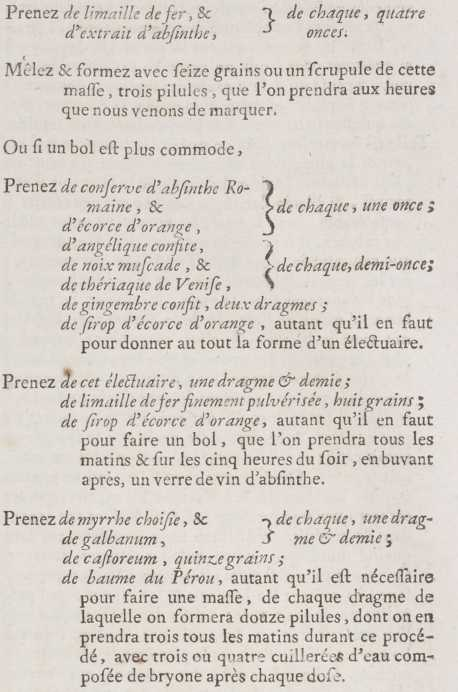 Prenez de limaille de fer, & } de chaque, quatre
d'extrait d'abſinthe, } onces.
Mêlez & formez avec ſeize grains ou un ſcrupule de cette
maſſe, trois pilules, que l'on prendra aux heures
que nous venons de marquer.
Ou ſi un bol eſt plus commode,
Prenez de conſerve d'abſinthe Ro-
maine, & } de chaque, une once;
d'écorce d'orange,
d'angélique confite,
de noix muſcade, & } de chaque, demi-once;
de thériaque de Veniſe,
de gingembre confit, deux dragmes;
de ſirop d'écorce d'orange, autant qu'il en faut
pour donner au tout la forme d'un électuaire.
Prenez de cet électuaire, une dragme & demie;
de limaille de fer finement pulvériſée, huit grains;
de ſirop d'écorce d'orange, autant qu'il en faut
pour faire un bol, que l'on prendra tous les
matins & ſur les cinq heures du ſoir, en buvant
après, un verre de vin d'abſinthe.
Prenez de myrrhe choiſie, & } de chaque, une drag-
de galbanum, } me & demie;
de caſtoreum, quinze grains;
de baume du Pérou, autant qu'il eſt néceſſaire
pour faire une maſſe, de chaque dragme de
laquelle on formera douze pilules, dont on en
prendra trois tous les matins durant ce procé-
dé, avec trois ou quatre cuillerées d'eau com-
poſée de bryone après chaque doſe.